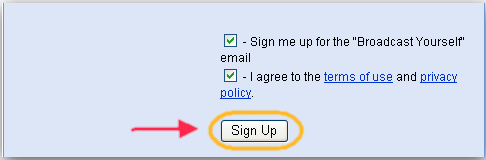 - Sign me up for the "Broadcast Yourself"
email
- I agree to the terms of use and privacy
policy.
Sign Up